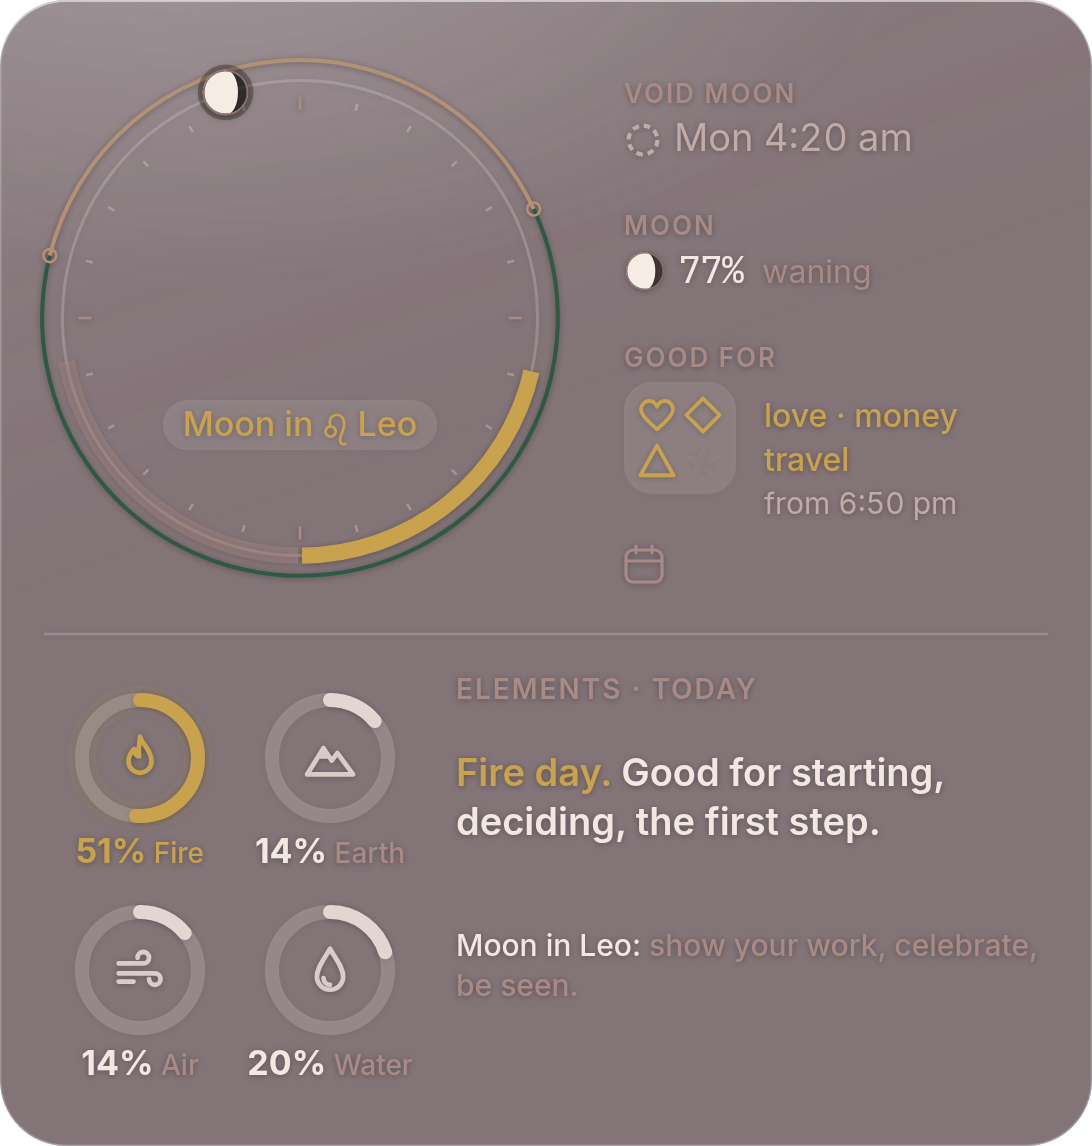 VOID MOON
Mon 4:20 am
MOON
77% waning
GOOD FOR
love · money
travel
from 6:50 pm
Moon in ♌ Leo
ELEMENTS · TODAY
Fire day. Good for starting,
deciding, the first step.
Moon in Leo: show your work, celebrate,
be seen.
51% Fire
14% Earth
14% Air
20% Water